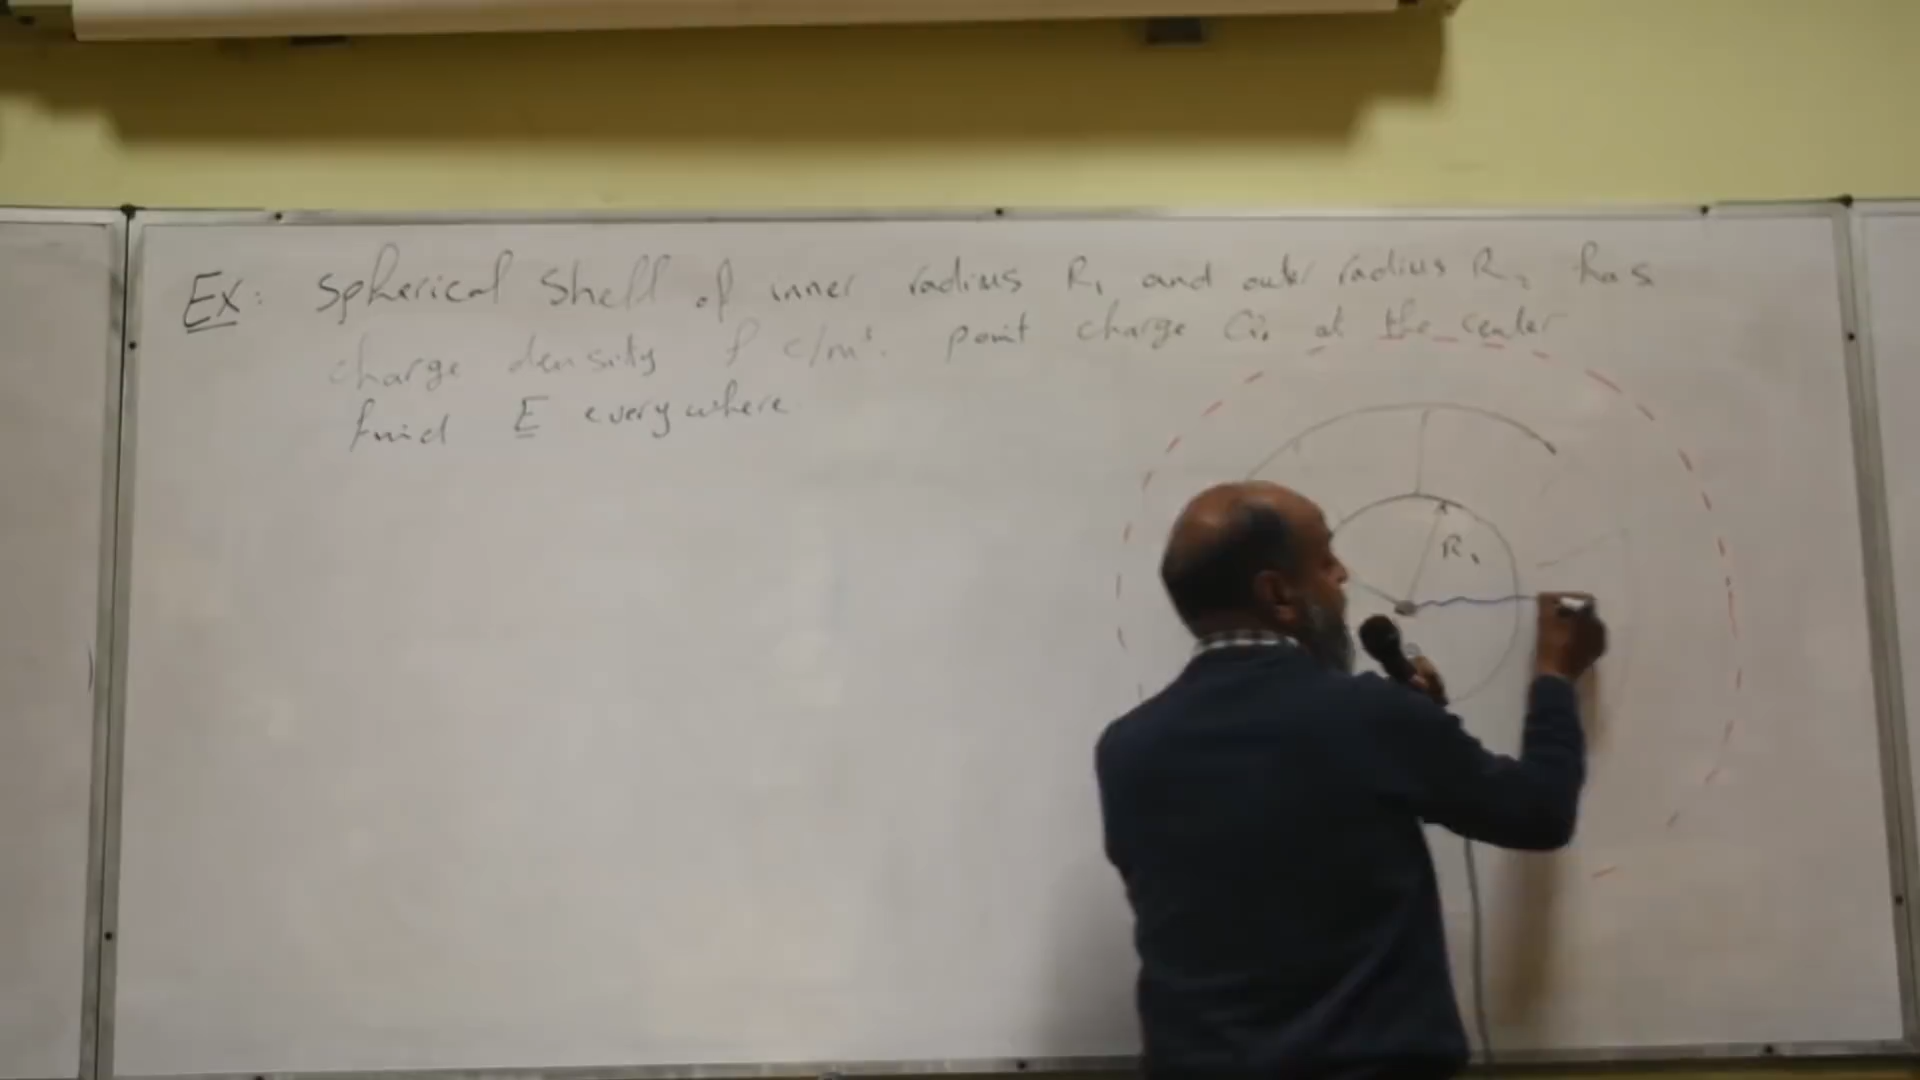 Ex: Spherical shell of inner radius R₁ and outer radius R₂ has
charge density ρ c/m³. point charge Q. at the center
find E everywhere
R₁